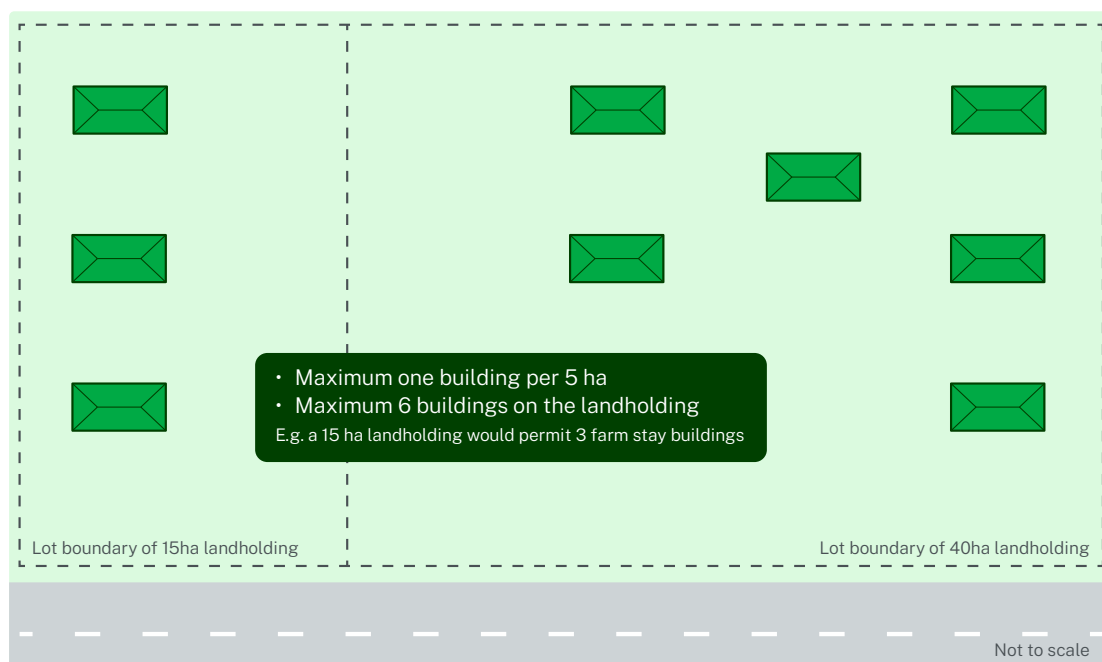 • Maximum one building per 5 ha
• Maximum 6 buildings on the landholding
E.g. a 15 ha landholding would permit 3 farm stay buildings
Lot boundary of 15ha landholding
Lot boundary of 40ha landholding
Not to scale